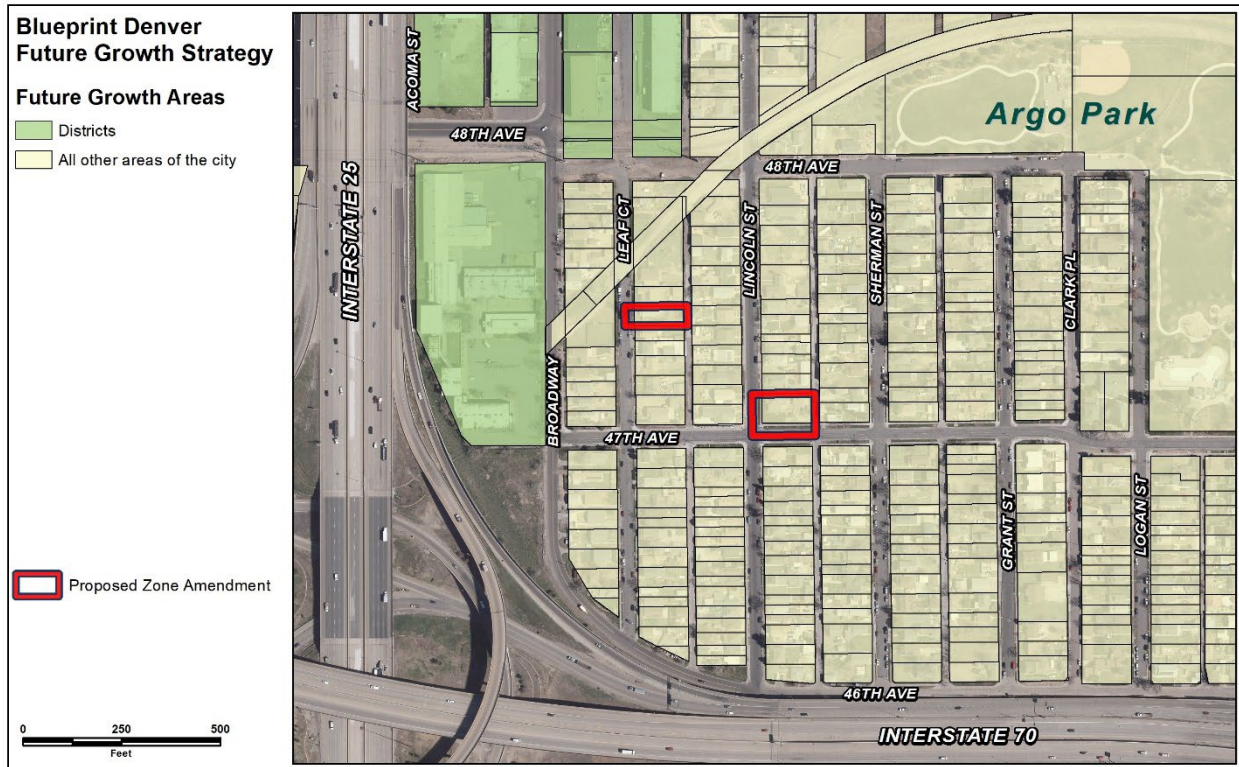 Blueprint Denver
Future Growth Strategy
Future Growth Areas
Districts
All other areas of the city
Proposed Zone Amendment
0 250 500
Feet
ACOMA ST
48TH AVE
Argo Park
48TH AVE
INTERSTATE 25
LEAF CT
LINCOLN ST
SHERMAN ST
CLARK PL
BROADWAY
47TH AVE
GRANT ST
LOGAN ST
46TH AVE
INTERSTATE 70